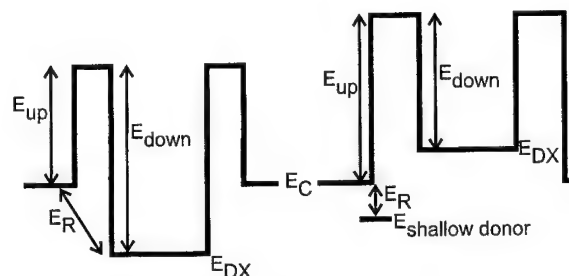 E_up
E_down
E_R
E_DX
E_C
E_up
E_down
E_DX
E_R
E_shallow donor